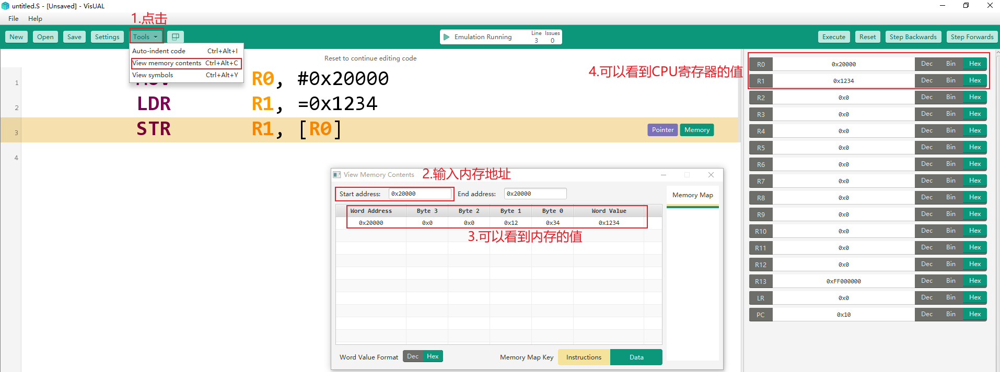 untitled.S - [Unsaved] - VisUAL
File Help
1.点击
New Open Save Settings Tools
Emulation Running Line 3 Issues 0
Execute Reset Step Backwards Step Forwards
Auto-indent code Ctrl+Alt+I
View memory contents Ctrl+Alt+C
View symbols Ctrl+Alt+Y
Reset to continue editing code
1 MOV R0, #0x20000
2 LDR R1, =0x1234
3 STR R1, [R0] Pointer Memory
4
4.可以看到CPU寄存器的值
R0 0x20000 Dec Bin Hex
R1 0x1234 Dec Bin Hex
R2 0x0 Dec Bin Hex
R3 0x0 Dec Bin Hex
R4 0x0 Dec Bin Hex
R5 0x0 Dec Bin Hex
R6 0x0 Dec Bin Hex
R7 0x0 Dec Bin Hex
R8 0x0 Dec Bin Hex
R9 0x0 Dec Bin Hex
R10 0x0 Dec Bin Hex
R11 0x0 Dec Bin Hex
R12 0x0 Dec Bin Hex
R13 0xFF000000 Dec Bin Hex
LR 0x0 Dec Bin Hex
PC 0x10 Dec Bin Hex
View Memory Contents
2.输入内存地址
Start address: 0x20000 End address: 0x20000
Memory Map
Word Address Byte 3 Byte 2 Byte 1 Byte 0 Word Value
0x20000 0x0 0x0 0x12 0x34 0x1234
3.可以看到内存的值
Word Value Format Dec Hex Memory Map Key Instructions Data